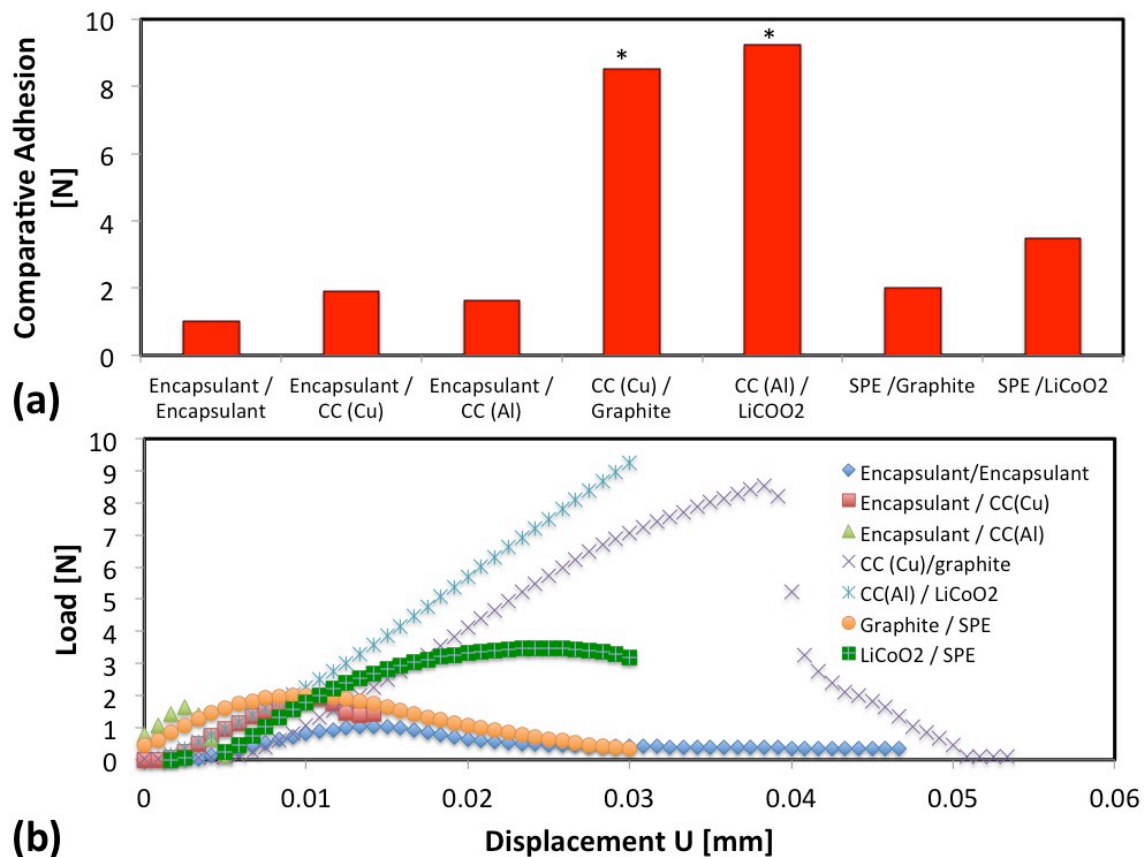 10
8
6
4
2
0
Comparative Adhesion
[N]
*
*
Encapsulant /
Encapsulant
Encapsulant /
CC (Cu)
Encapsulant /
CC (Al)
CC (Cu) /
Graphite
CC (Al) /
LiCOO2
SPE /Graphite
SPE /LiCoO2
(a)
10
9
8
7
6
5
4
3
2
1
0
Load [N]
Encapsulant/Encapsulant
Encapsulant / CC(Cu)
Encapsulant / CC(Al)
CC (Cu)/graphite
CC(Al) / LiCoO2
Graphite / SPE
LiCoO2 / SPE
0
0.01
0.02
0.03
0.04
0.05
0.06
Displacement U [mm]
(b)